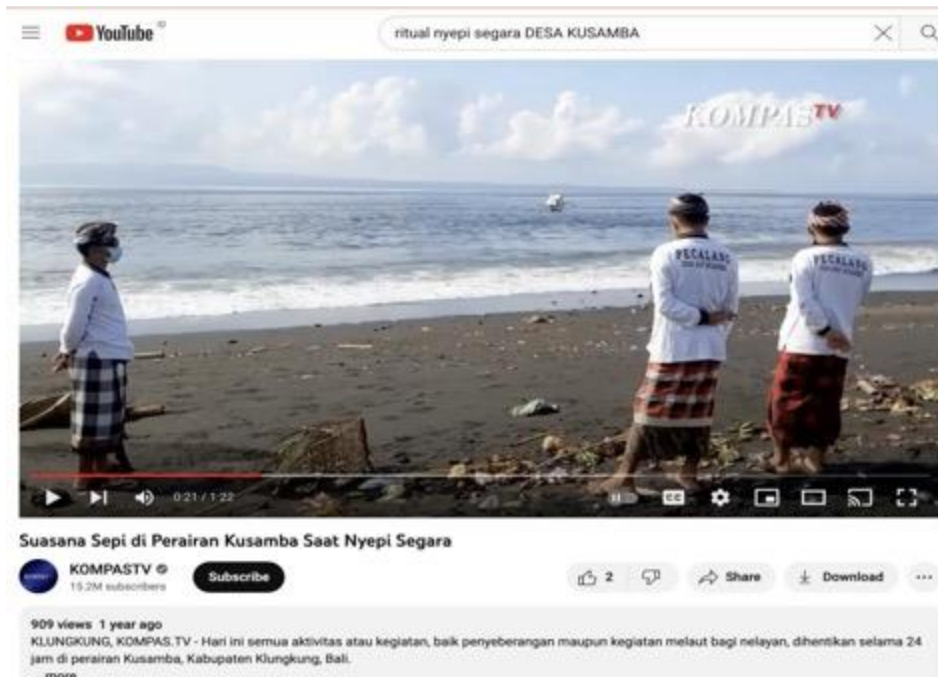 YouTube ID
ritual nyepi segara DESA KUSAMBA
KOMPASTV
PECALANG
PECALANG
0:21 / 1:22
CC
Suasana Sepi di Perairan Kusamba Saat Nyepi Segara
KOMPASTV
15.2M subscribers
Subscribe
2
Share
Download
909 views 1 year ago
KLUNGKUNG, KOMPAS.TV - Hari ini semua aktivitas atau kegiatan, baik penyeberangan maupun kegiatan melaut bagi nelayan, dihentikan selama 24
jam di perairan Kusamba, Kabupaten Klungkung, Bali.
... more